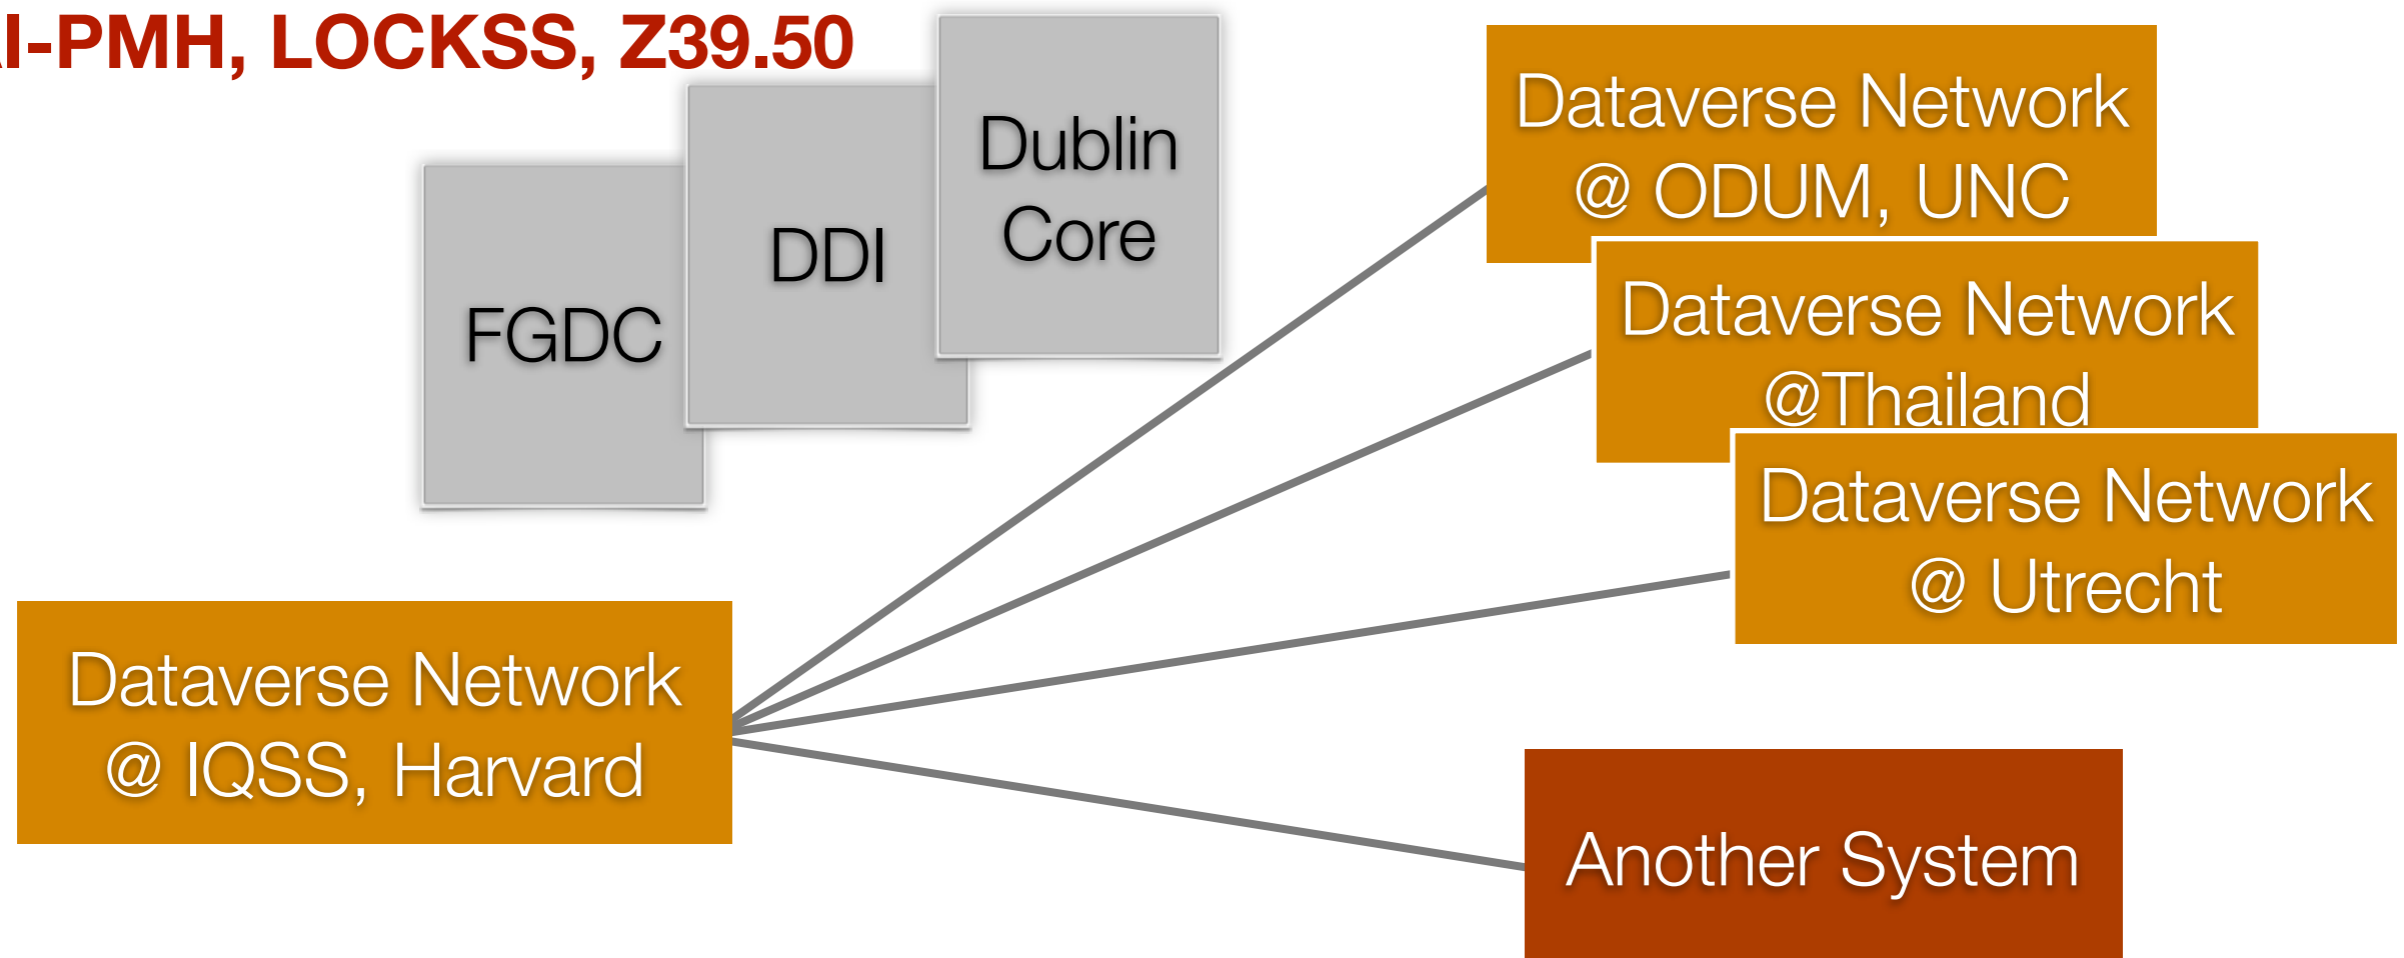 I-PMH, LOCKSS, Z39.50
Dublin
Core
DDI
FGDC
Dataverse Network
@ ODUM, UNC
Dataverse Network
@Thailand
Dataverse Network
@ Utrecht
Dataverse Network
@ IQSS, Harvard
Another System